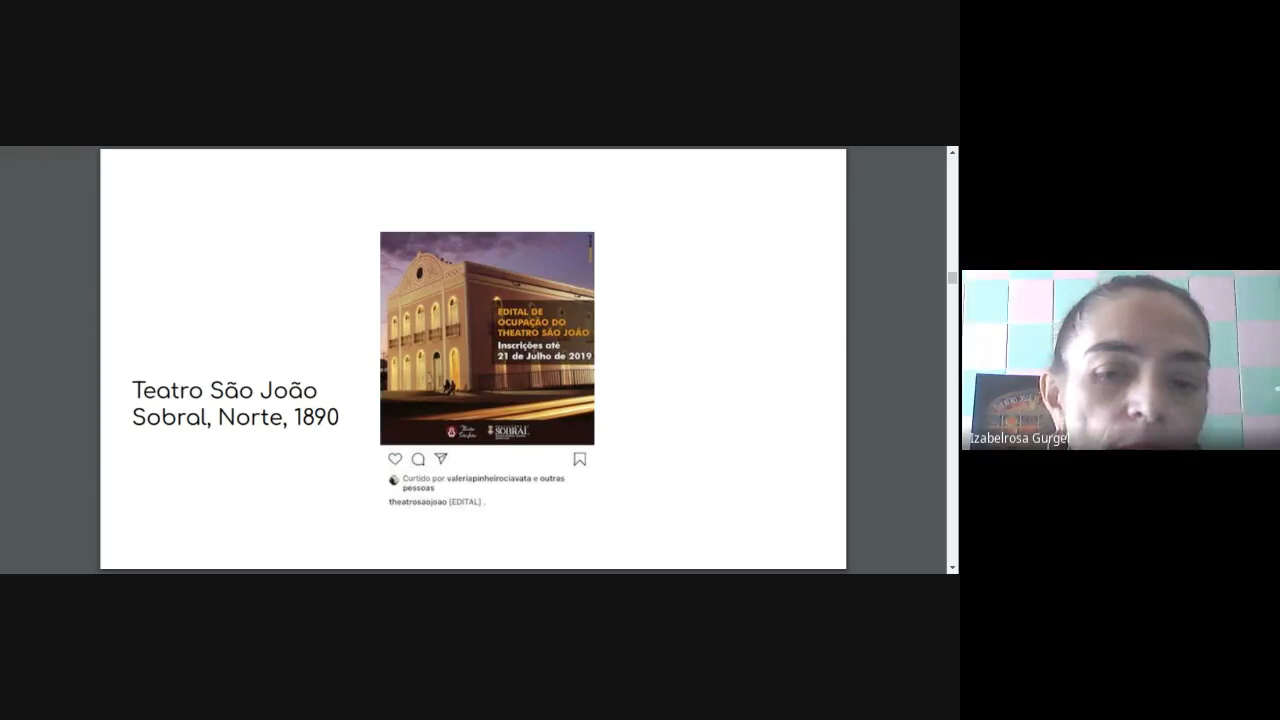 Teatro São João
Sobral, Norte, 1890
EDITAL DE
OCUPAÇÃO DO
THEATRO SÃO JOÃO
Inscrições até
21 de Julho de 2019
SOBRAL
Curtido por valeriapinheirociavata e outras
pessoas
theatrosaojoao [EDITAL] .
Izabelrosa Gurgel